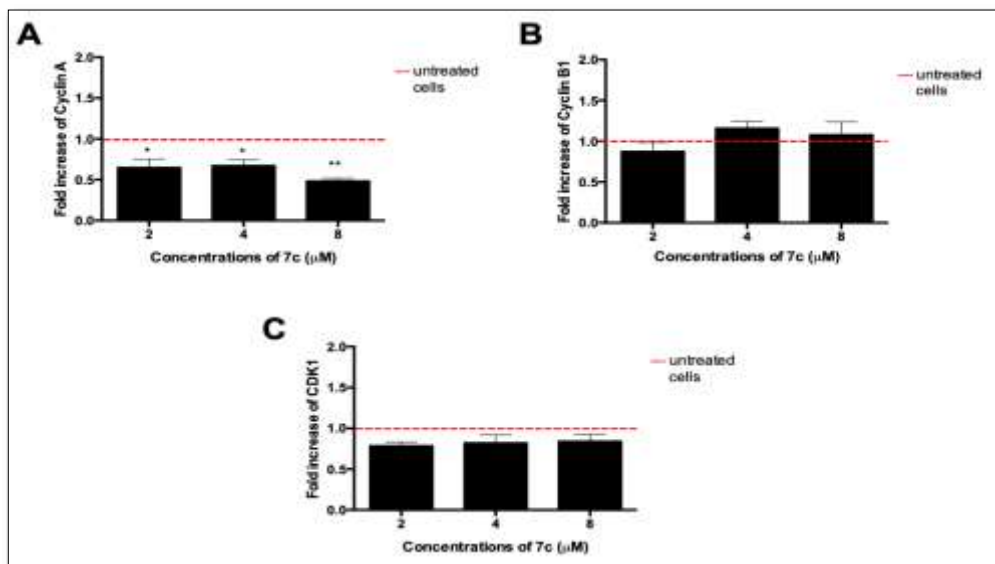 A
Fold increase of Cyclin A
2.0
1.5
1.0
0.5
0.0
* * **
2 4 8
Concentrations of 7c (µM)
untreated
cells
B
Fold increase of Cyclin B1
2.0
1.5
1.0
0.5
0.0
2 4 8
Concentrations of 7c (µM)
untreated
cells
C
Fold increase of CDK1
2.0
1.5
1.0
0.5
0.0
2 4 8
Concentrations of 7c (µM)
untreated
cells